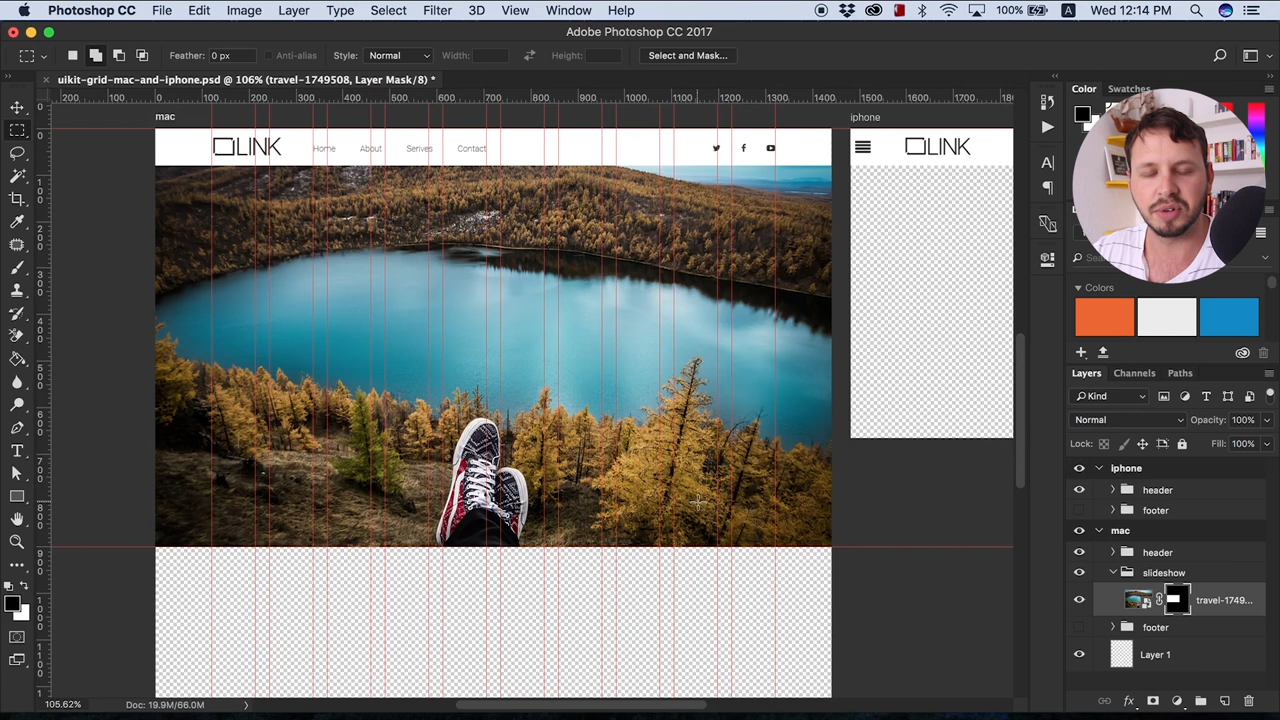 Photoshop CC File Edit Image Layer Type Select Filter 3D View Window Help 100% A Wed 12:14 PM
Adobe Photoshop CC 2017
Feather: 0 px Anti-alias Style: Normal Width: Height: Select and Mask...
× uikit-grid-mac-and-iphone.psd @ 106% (travel-1749508, Layer Mask/8) *
Color Swatches
200 100 0 100 200 300 400 500 600 700 800 900 1000 1100 1200 1300 1400 1500 1600 1700
mac
iphone
LINK Home About Serives Contact
LINK
Colors
Layers Channels Paths
Kind
Normal Opacity: 100%
Lock: Fill: 100%
iphone
header
footer
mac
header
slideshow
travel-1749...
footer
Layer 1
fx
105.62% Doc: 19.9M/66.0M